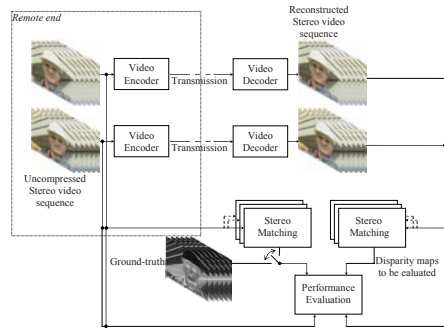 Remote end
Reconstructed
Stereo video
sequence
Video
Encoder
Transmission
Video
Decoder
Video
Encoder
Transmission
Video
Decoder
Uncompressed
Stereo video
sequence
Stereo
Matching
Stereo
Matching
Ground-truth
Disparity maps
to be ealuated
Performance
Evaluation